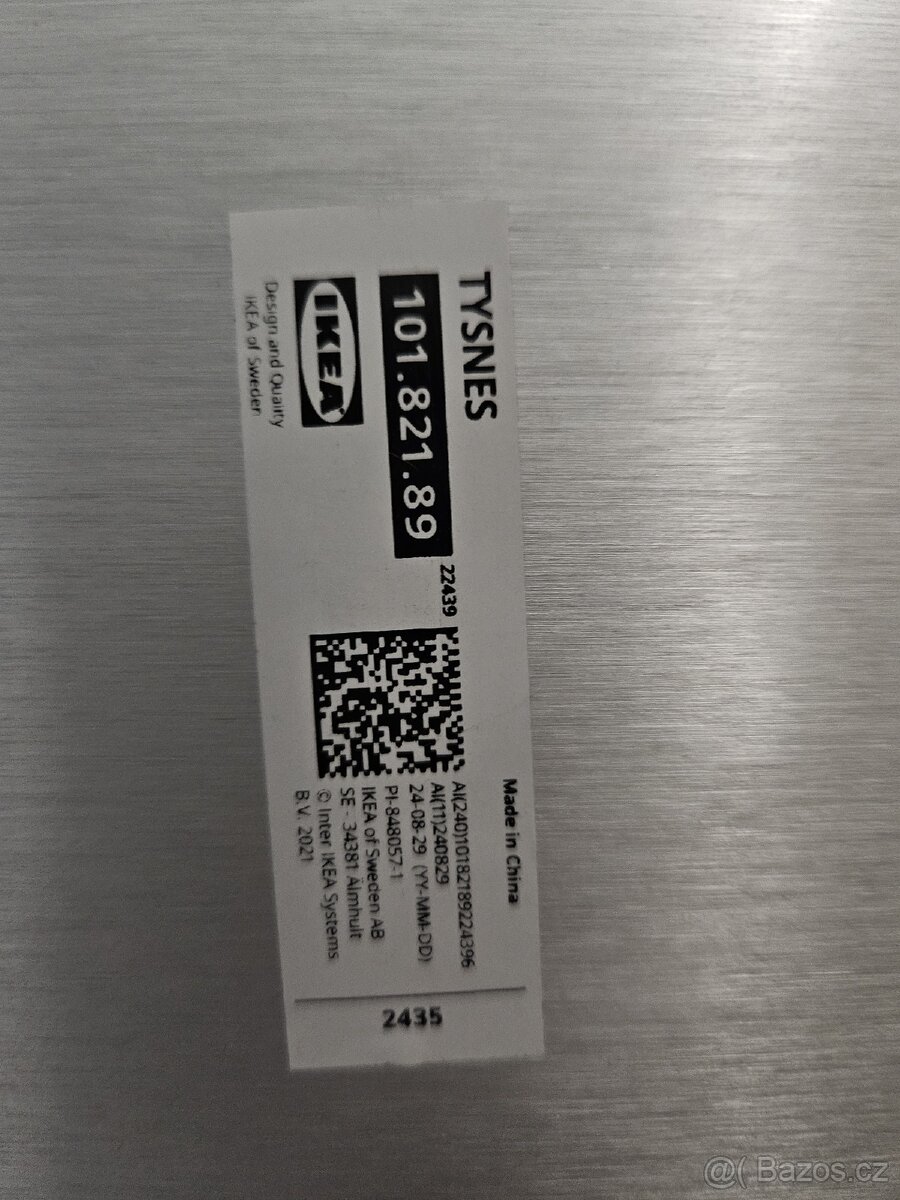 TYSNES
101.821.89
22439
IKEA
Design and Quality
IKEA of Sweden
Made in China
AI(240)10182189224396
AI(11)240829
24-08-29 (YY-MM-DD)
PI-848057-1
IKEA of Sweden AB
SE - 34381 Älmhult
© Inter IKEA Systems
B.V. 2021
2435
@( Bazos.cz